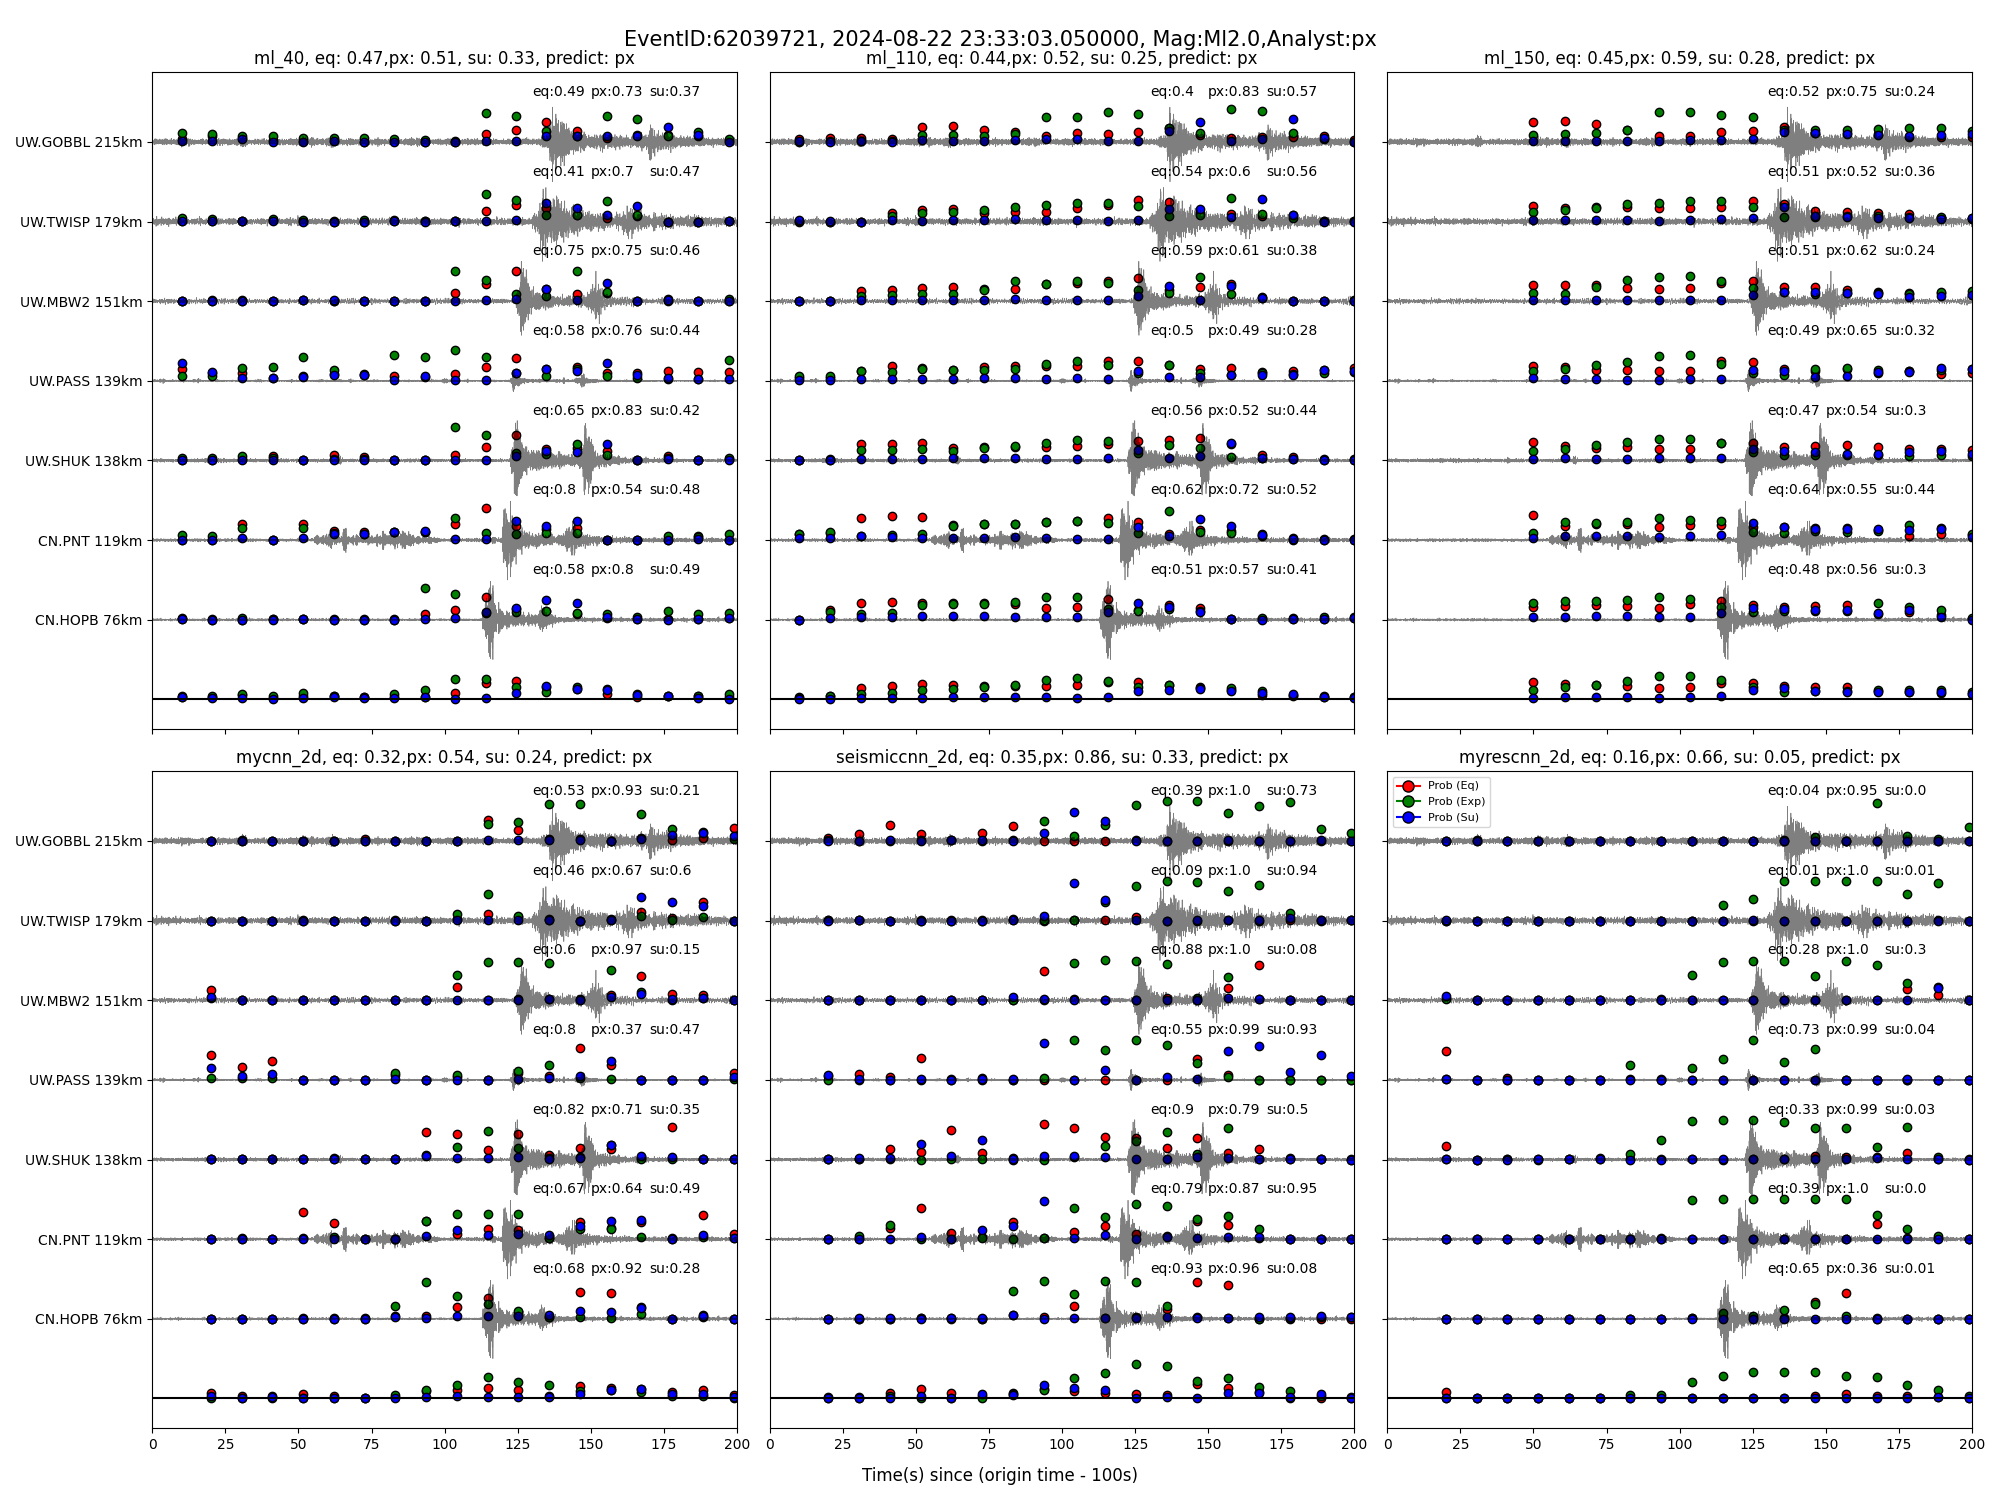 EventID:62039721, 2024-08-22 23:33:03.050000, Mag:Ml2.0,Analyst:px
ml_40, eq: 0.47,px: 0.51, su: 0.33, predict: px
eq:0.49 px:0.73 su:0.37
UW.GOBBL 215km
eq:0.41 px:0.7 su:0.47
UW.TWISP 179km
eq:0.75 px:0.75 su:0.46
UW.MBW2 151km
eq:0.58 px:0.76 su:0.44
UW.PASS 139km
eq:0.65 px:0.83 su:0.42
UW.SHUK 138km
eq:0.8 px:0.54 su:0.48
CN.PNT 119km
eq:0.58 px:0.8 su:0.49
CN.HOPB 76km
ml_110, eq: 0.44,px: 0.52, su: 0.25, predict: px
eq:0.4 px:0.83 su:0.57
eq:0.54 px:0.6 su:0.56
eq:0.59 px:0.61 su:0.38
eq:0.5 px:0.49 su:0.28
eq:0.56 px:0.52 su:0.44
eq:0.62 px:0.72 su:0.52
eq:0.51 px:0.57 su:0.41
ml_150, eq: 0.45,px: 0.59, su: 0.28, predict: px
eq:0.52 px:0.75 su:0.24
eq:0.51 px:0.52 su:0.36
eq:0.51 px:0.62 su:0.24
eq:0.49 px:0.65 su:0.32
eq:0.47 px:0.54 su:0.3
eq:0.64 px:0.55 su:0.44
eq:0.48 px:0.56 su:0.3
mycnn_2d, eq: 0.32,px: 0.54, su: 0.24, predict: px
eq:0.53 px:0.93 su:0.21
UW.GOBBL 215km
eq:0.46 px:0.67 su:0.6
UW.TWISP 179km
eq:0.6 px:0.97 su:0.15
UW.MBW2 151km
eq:0.8 px:0.37 su:0.47
UW.PASS 139km
eq:0.82 px:0.71 su:0.35
UW.SHUK 138km
eq:0.67 px:0.64 su:0.49
CN.PNT 119km
eq:0.68 px:0.92 su:0.28
CN.HOPB 76km
0 25 50 75 100 125 150 175 200
seismiccnn_2d, eq: 0.35,px: 0.86, su: 0.33, predict: px
eq:0.39 px:1.0 su:0.73
eq:0.09 px:1.0 su:0.94
eq:0.88 px:1.0 su:0.08
eq:0.55 px:0.99 su:0.93
eq:0.9 px:0.79 su:0.5
eq:0.79 px:0.87 su:0.95
eq:0.93 px:0.96 su:0.08
0 25 50 75 100 125 150 175 200
myrescnn_2d, eq: 0.16,px: 0.66, su: 0.05, predict: px
Prob (Eq)
Prob (Exp)
Prob (Su)
eq:0.04 px:0.95 su:0.0
eq:0.01 px:1.0 su:0.01
eq:0.28 px:1.0 su:0.3
eq:0.73 px:0.99 su:0.04
eq:0.33 px:0.99 su:0.03
eq:0.39 px:1.0 su:0.0
eq:0.65 px:0.36 su:0.01
0 25 50 75 100 125 150 175 200
Time(s) since (origin time - 100s)